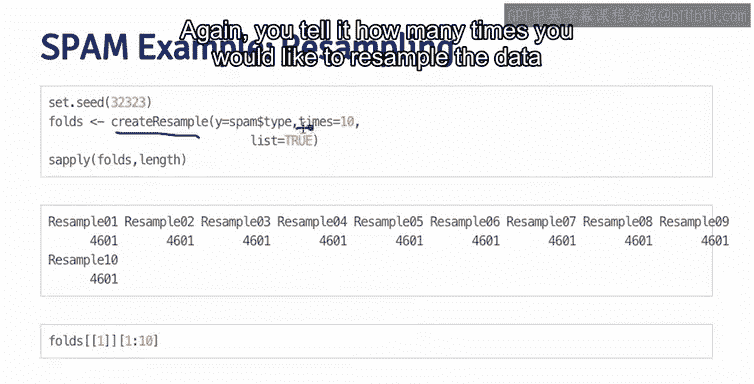 Again, you tell it how many times you
would like to resample the data
SPAM Example: Resampling
set.seed(32323)
folds <- createResample(y=spam$type,times=10,
list=TRUE)
sapply(folds,length)
Resample01 Resample02 Resample03 Resample04 Resample05 Resample06 Resample07 Resample08 Resample09
4601 4601 4601 4601 4601 4601 4601 4601 4601
Resample10
4601
folds[[1]][1:10]